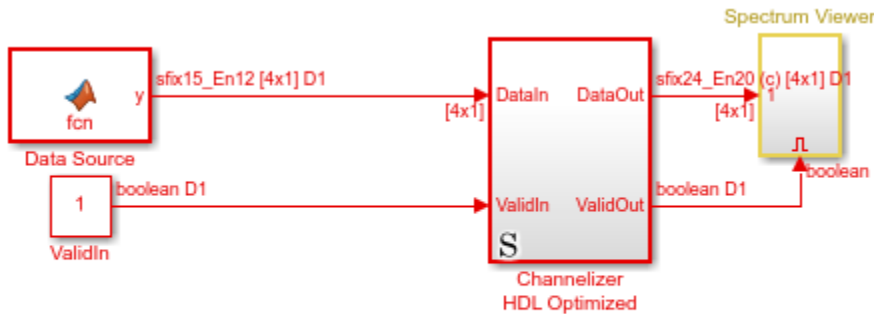 Spectrum Viewer
sfix15_En12 [4x1] D1
sfix24_En20 (c) [4x1] D1
y
DataIn
DataOut
1
fcn
[4x1]
[4x1]
Data Source
boolean D1
boolean D1
boolean
1
ValidIn
ValidOut
ValidIn
S
Channelizer
HDL Optimized